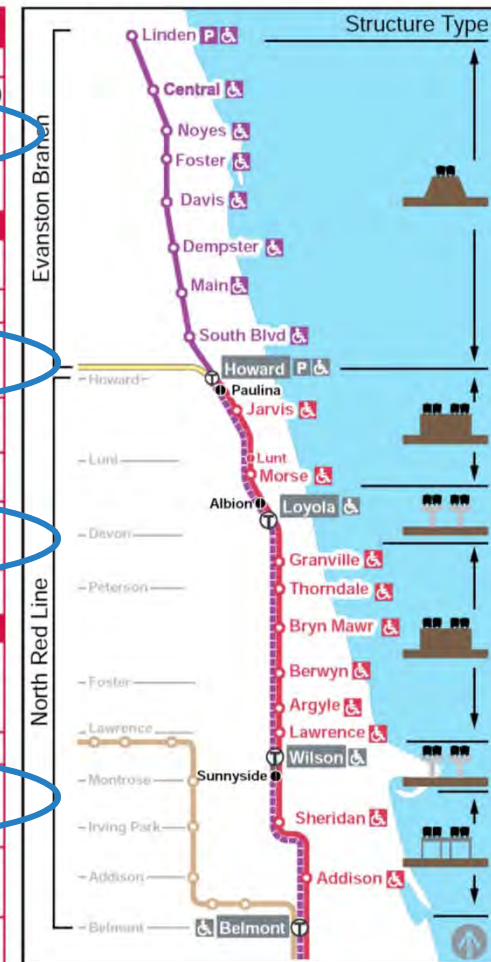 Structure Type
Evanston Branch
Linden P
Central
Noyes
Foster
Davis
Dempster
Main
South Blvd
Howard P
Howard
Paulina
Jarvis
Lunt
Lunt
Morse
Albion
T Loyola
Devon
Granville
Peterson
Thorndale
Bryn Mawr
North Red Line
Foster
Berwyn
Argyle
Lawrence
Lawrence
T Wilson
Sunnyside
Montrose
Irving Park
Sheridan
Addison
Addison
Belmont
Belmont T